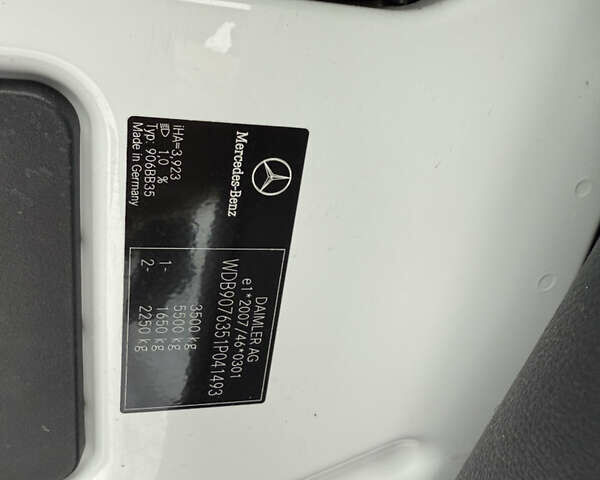 Mercedes-Benz
DAIMLER AG
e1*2007/46*0301
WDB9076351P041493
3500 kg
5500 kg
1- 1650 kg
2- 2250 kg
iHA=3,923
1,0 %
Typ: 906BB35
Made in Germany